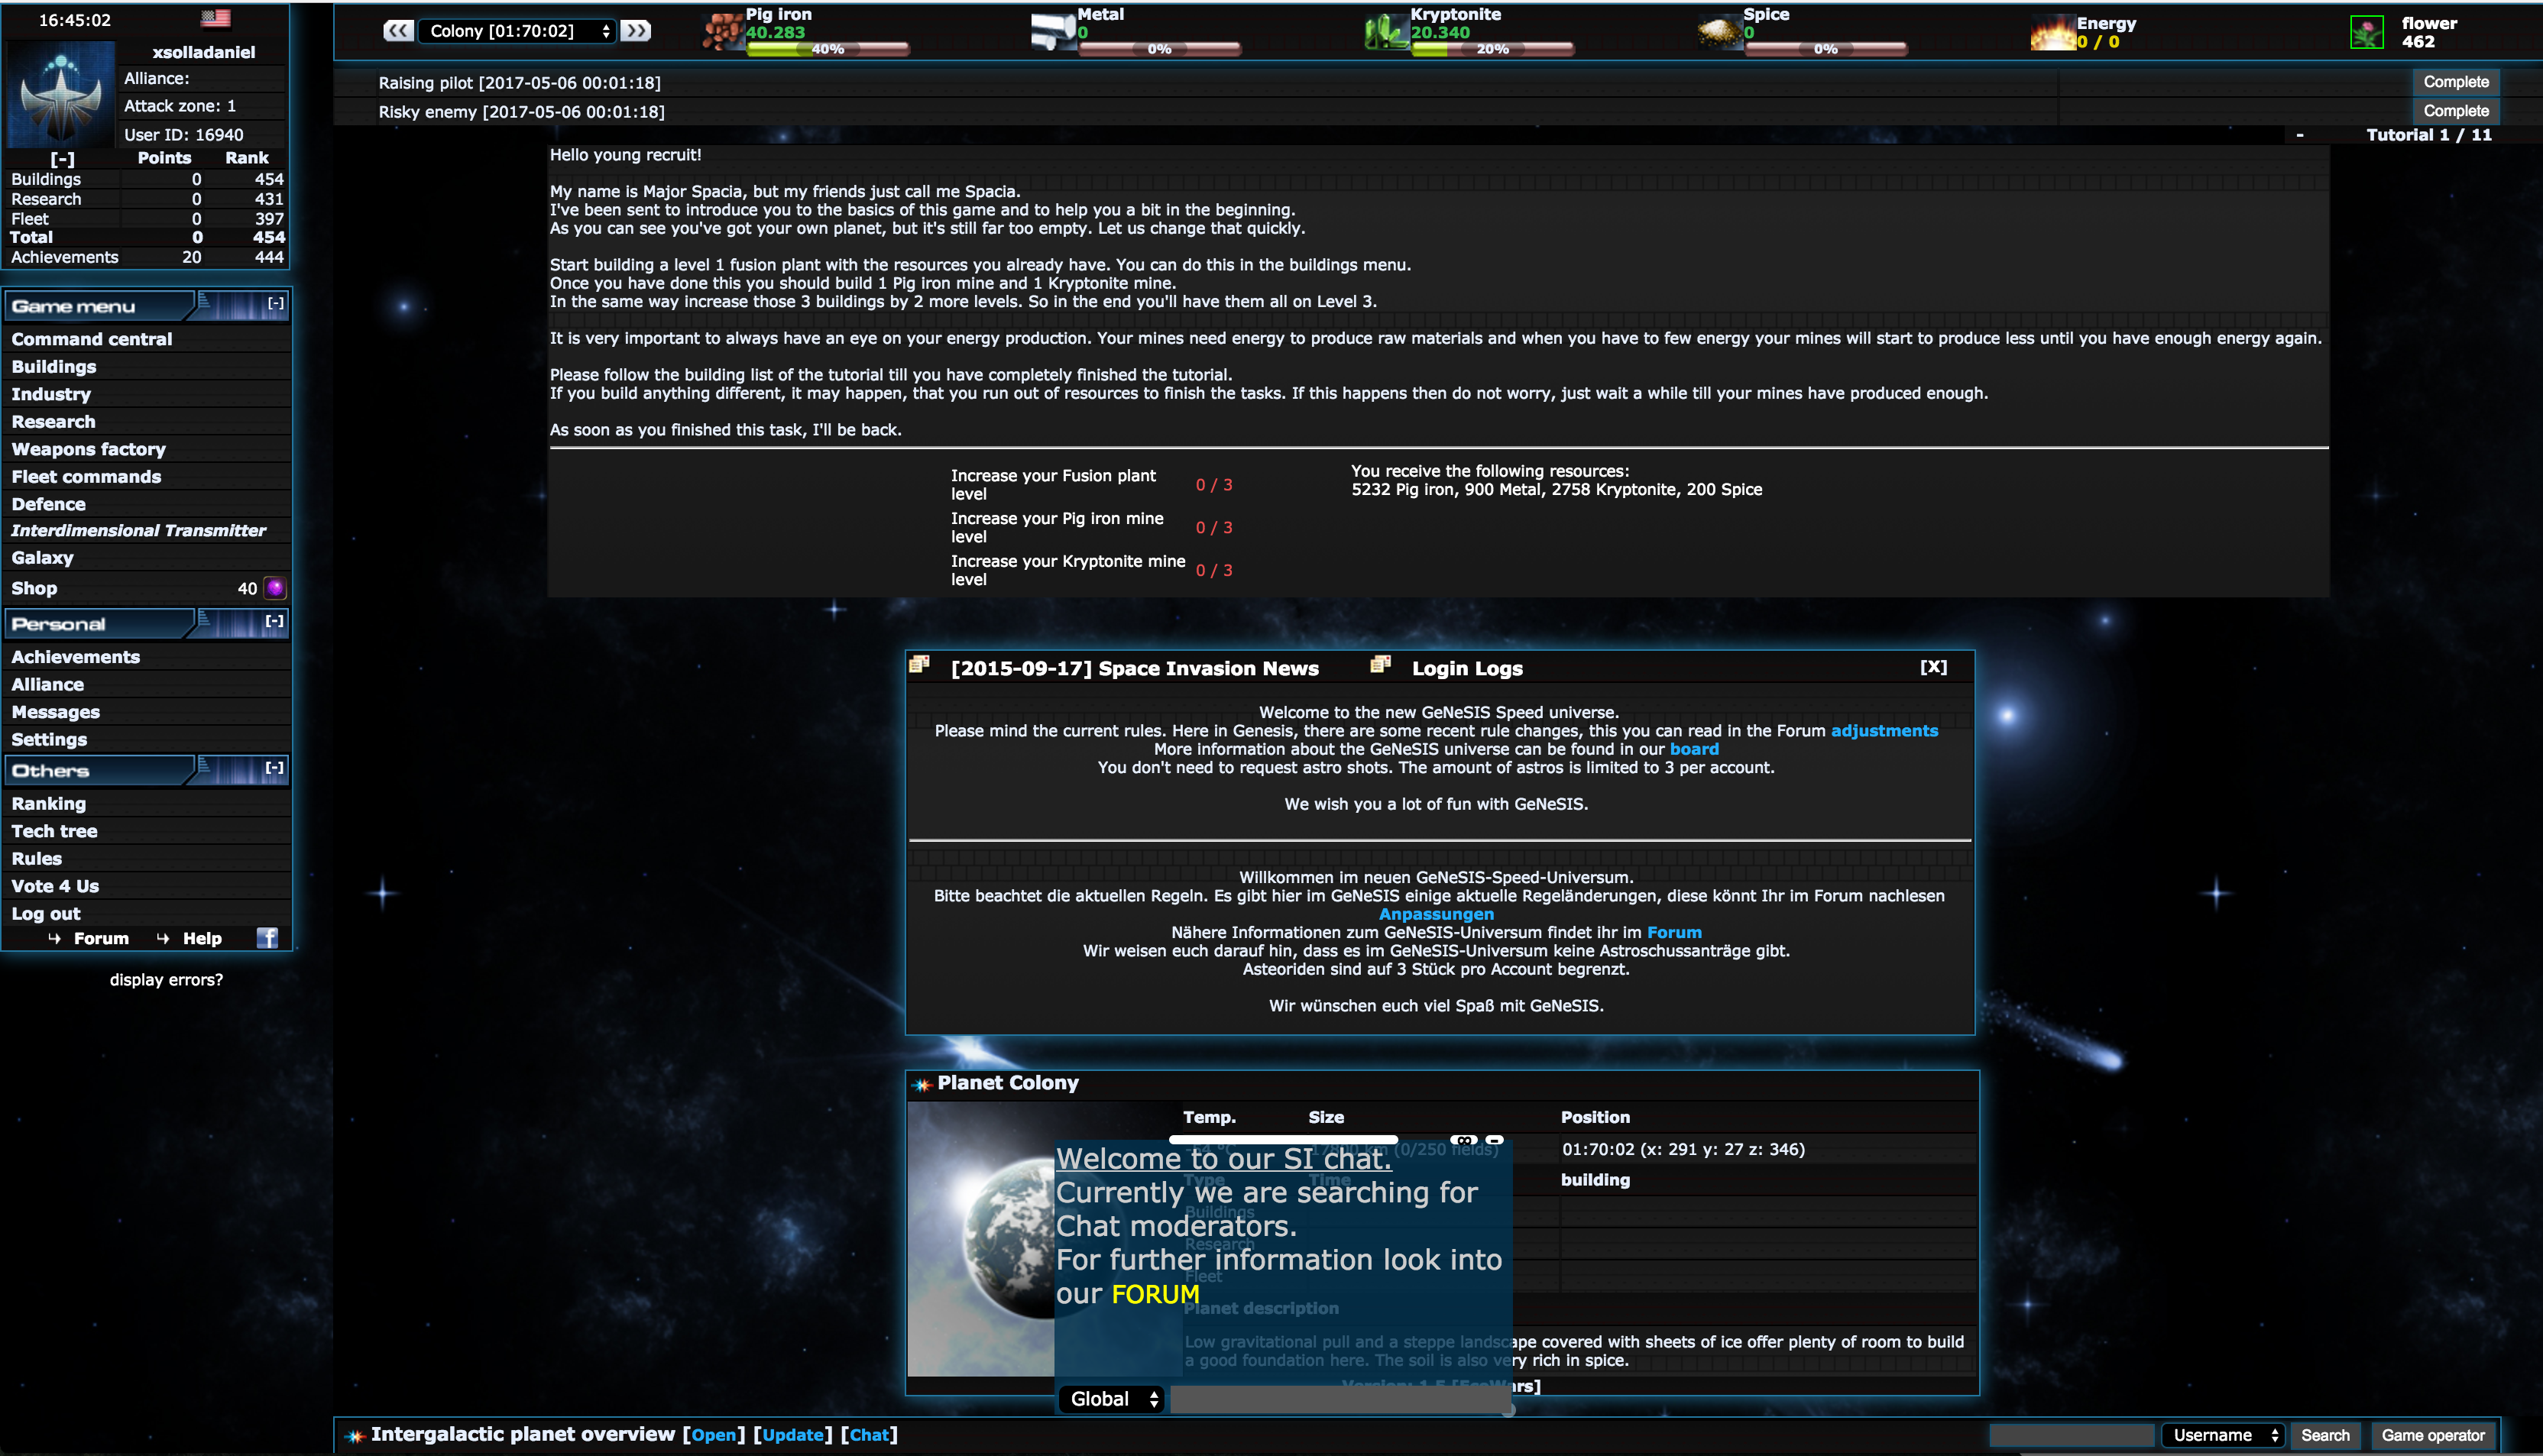 16:45:02
xsolladaniel
Alliance:
Attack zone: 1
User ID: 16940
[-] Points Rank
Buildings 0 454
Research 0 431
Fleet 0 397
Total 0 454
Achievements 20 444
Game menu [-]
Command central
Buildings
Industry
Research
Weapons factory
Fleet commands
Defence
Interdimensional Transmitter
Galaxy
Shop 40
Personal [-]
Achievements
Alliance
Messages
Settings
Others [-]
Ranking
Tech tree
Rules
Vote 4 Us
Log out
Forum Help
display errors?
Colony [01:70:02]
Pig iron
40.283
40%
Metal
0
0%
Kryptonite
20.340
20%
Spice
0
0%
Energy
0 / 0
flower
462
Raising pilot [2017-05-06 00:01:18] Complete
Risky enemy [2017-05-06 00:01:18] Complete
- Tutorial 1 / 11
Hello young recruit!
My name is Major Spacia, but my friends just call me Spacia.
I've been sent to introduce you to the basics of this game and to help you a bit in the beginning.
As you can see you've got your own planet, but it's still far too empty. Let us change that quickly.
Start building a level 1 fusion plant with the resources you already have. You can do this in the buildings menu.
Once you have done this you should build 1 Pig iron mine and 1 Kryptonite mine.
In the same way increase those 3 buildings by 2 more levels. So in the end you'll have them all on Level 3.
It is very important to always have an eye on your energy production. Your mines need energy to produce raw materials and when you have to few energy your mines will start to produce less until you have enough energy again.
Please follow the building list of the tutorial till you have completely finished the tutorial.
If you build anything different, it may happen, that you run out of resources to finish the tasks. If this happens then do not worry, just wait a while till your mines have produced enough.
As soon as you finished this task, I'll be back.
Increase your Fusion plant
level
0 / 3
Increase your Pig iron mine
level
0 / 3
Increase your Kryptonite mine
level
0 / 3
You receive the following resources:
5232 Pig iron, 900 Metal, 2758 Kryptonite, 200 Spice
[2015-09-17] Space Invasion News Login Logs [X]
Welcome to the new GeNeSIS Speed universe.
Please mind the current rules. Here in Genesis, there are some recent rule changes, this you can read in the Forum adjustments
More information about the GeNeSIS universe can be found in our board
You don't need to request astro shots. The amount of astros is limited to 3 per account.
We wish you a lot of fun with GeNeSIS.
Willkommen im neuen GeNeSIS-Speed-Universum.
Bitte beachtet die aktuellen Regeln. Es gibt hier im GeNeSIS einige aktuelle Regeländerungen, diese könnt Ihr im Forum nachlesen
Anpassungen
Nähere Informationen zum GeNeSIS-Universum findet ihr im Forum
Wir weisen euch darauf hin, dass es im GeNeSIS-Universum keine Astroschussanträge gibt.
Asteoriden sind auf 3 Stück pro Account begrenzt.
Wir wünschen euch viel Spaß mit GeNeSIS.
Planet Colony
Temp. Size Position
km (0/250 fields) 01:70:02 (x: 291 y: 27 z: 346)
Type Time building
Buildings
Research
Fleet
Planet description
Low gravitational pull and a steppe landscape covered with sheets of ice offer plenty of room to build
a good foundation here. The soil is also very rich in spice.
Welcome to our SI chat.
Currently we are searching for
Chat moderators.
For further information look into
our FORUM
Global
Intergalactic planet overview [Open] [Update] [Chat]
Username Search Game operator